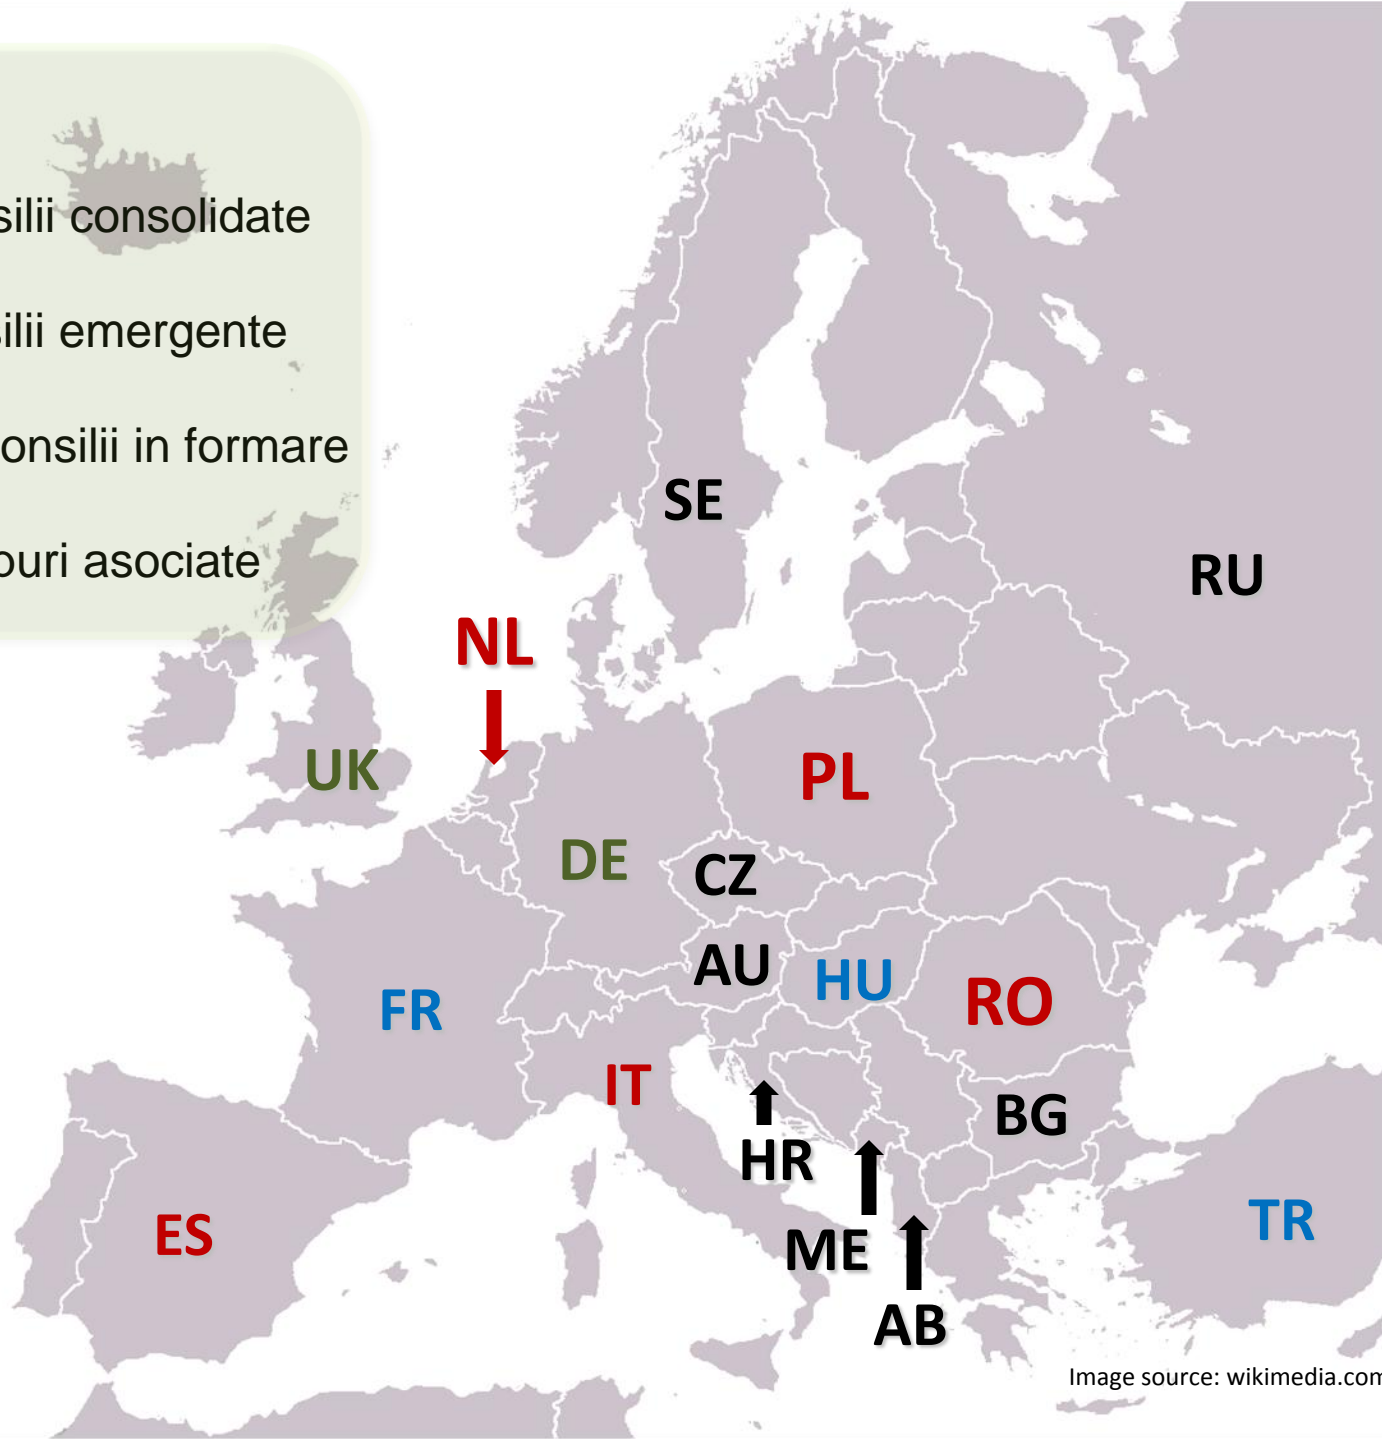 silii consolidate
silii emergente
onsilii in formare
ouri asociate
SE
RU
NL
UK
PL
DE
CZ
AU
HU
RO
FR
IT
BG
HR
ES
TR
ME
AB
Image source: wikimedia.com